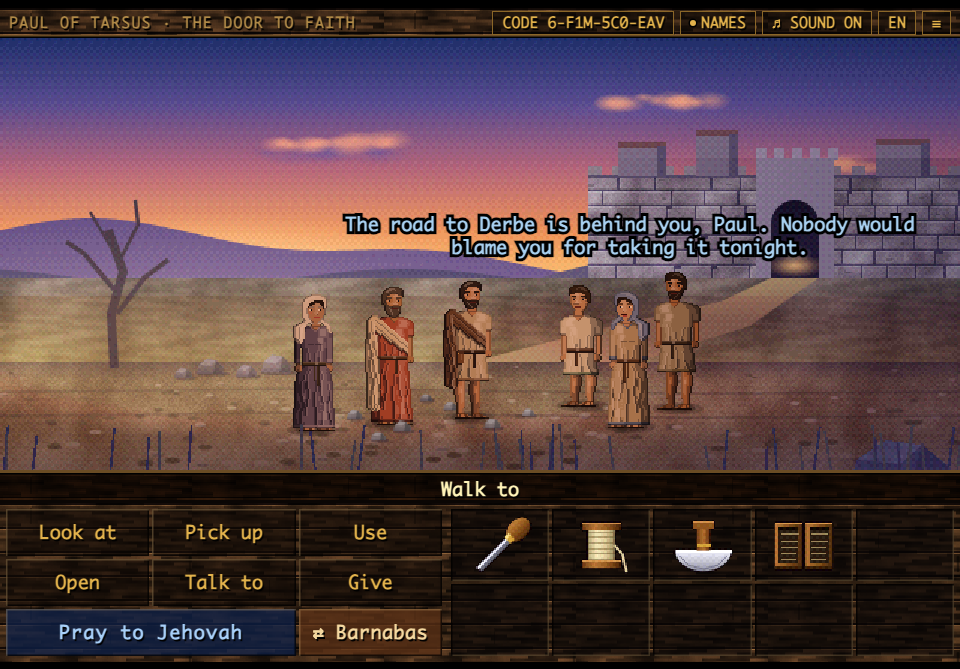 PAUL OF TARSUS · THE DOOR TO FAITH
CODE 6-F1M-5C0-EAV
• NAMES
♬ SOUND ON
EN
≡
The road to Derbe is behind you, Paul. Nobody would
blame you for taking it tonight.
Walk to
Look at
Pick up
Use
Open
Talk to
Give
Pray to Jehovah
⇄ Barnabas